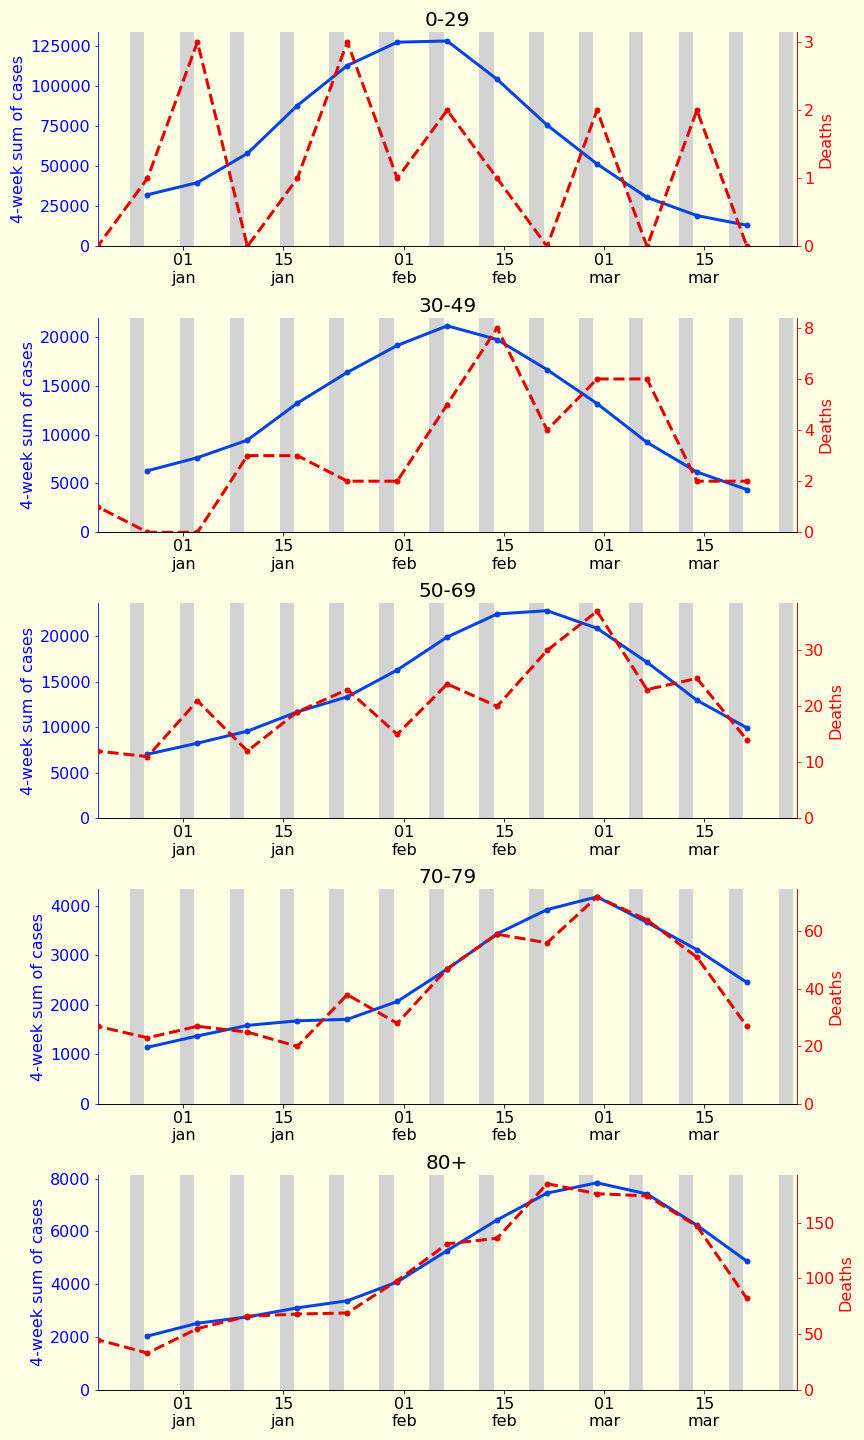 0-29
4-week sum of cases
125000
100000
75000
50000
25000
0
3
2
1
0
Deaths
01 jan
15 jan
01 feb
15 feb
01 mar
15 mar
30-49
4-week sum of cases
20000
15000
10000
5000
0
8
6
4
2
0
Deaths
01 jan
15 jan
01 feb
15 feb
01 mar
15 mar
50-69
4-week sum of cases
20000
15000
10000
5000
0
30
20
10
0
Deaths
01 jan
15 jan
01 feb
15 feb
01 mar
15 mar
70-79
4-week sum of cases
4000
3000
2000
1000
0
60
40
20
0
Deaths
01 jan
15 jan
01 feb
15 feb
01 mar
15 mar
80+
4-week sum of cases
8000
6000
4000
2000
0
150
100
50
0
Deaths
01 jan
15 jan
01 feb
15 feb
01 mar
15 mar